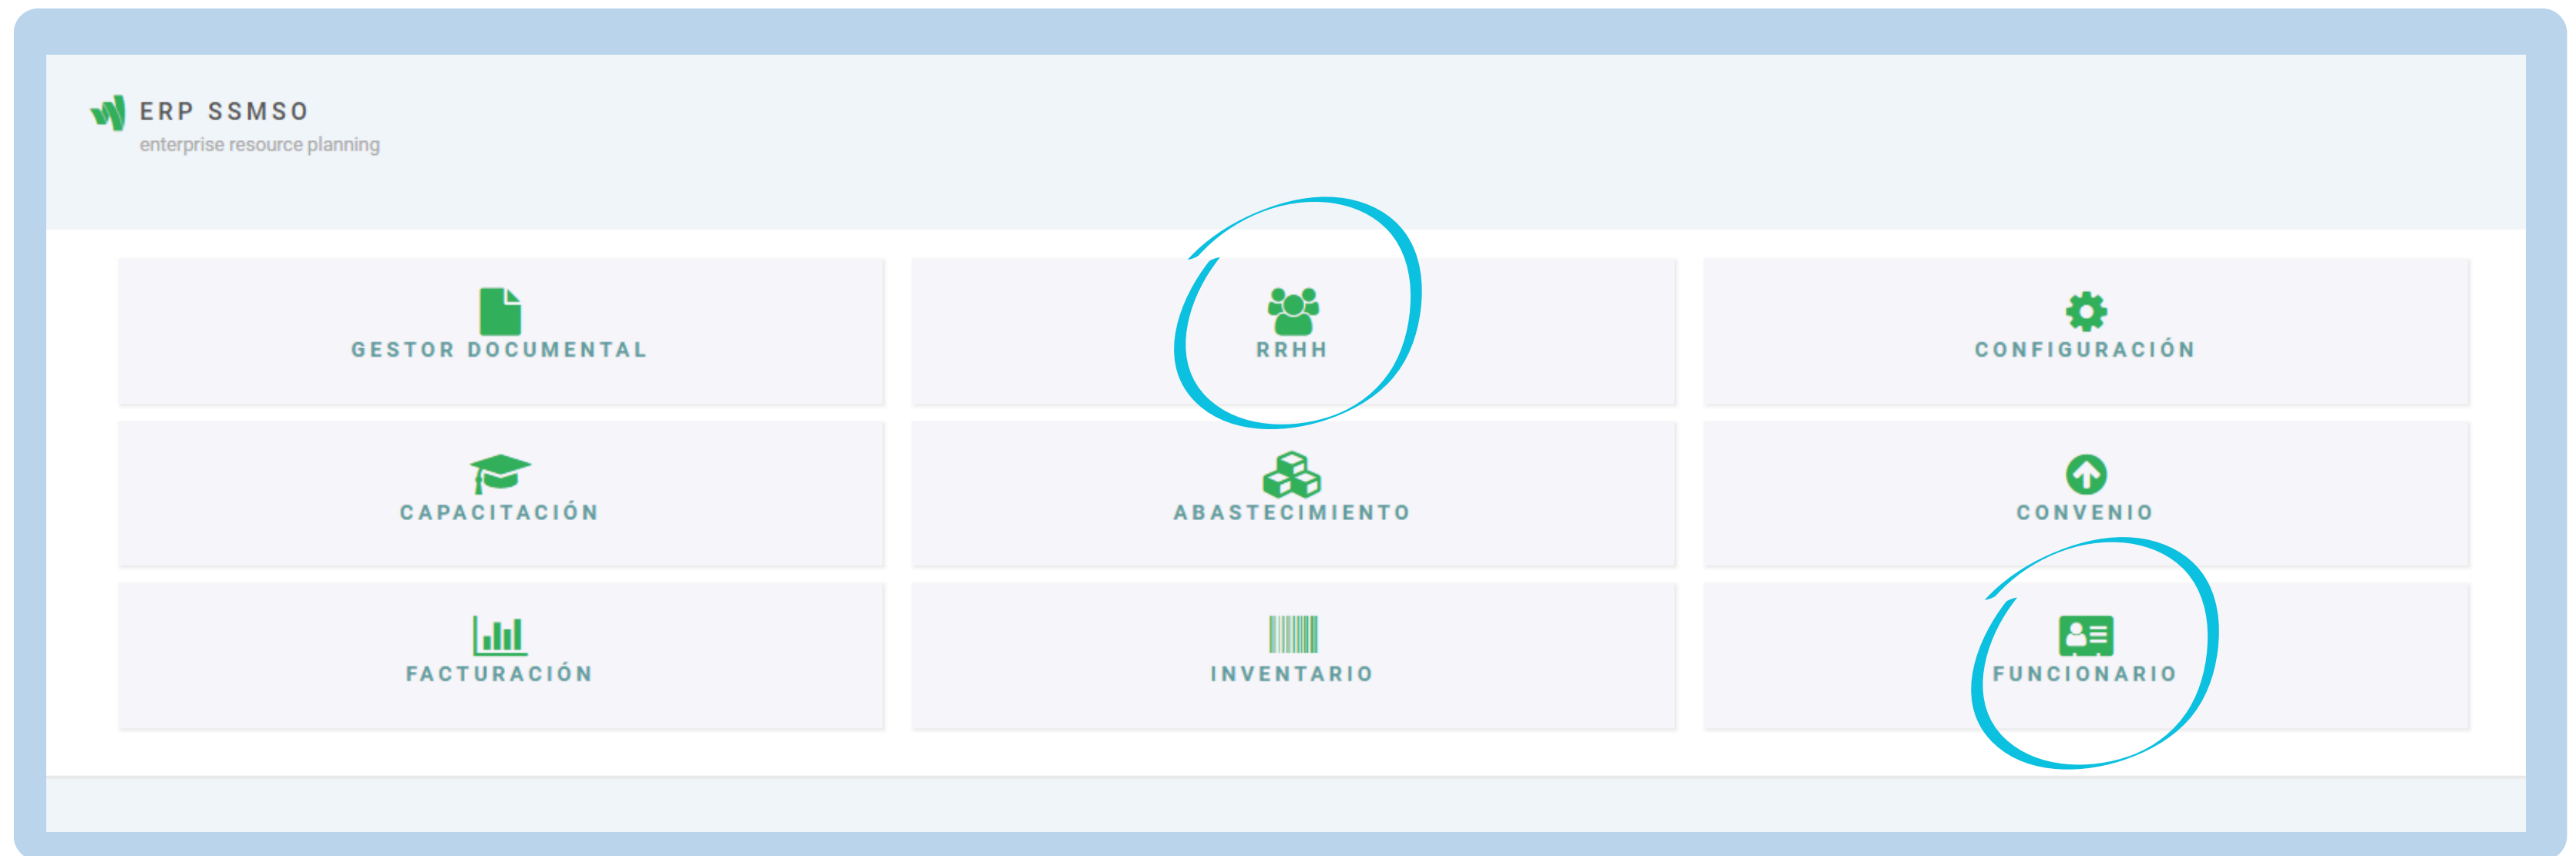 ERP SSMSO
enterprise resource planning
GESTOR DOCUMENTAL
RRHH
CONFIGURACIÓN
CAPACITACIÓN
ABASTECIMIENTO
CONVENIO
FACTURACIÓN
INVENTARIO
FUNCIONARIO